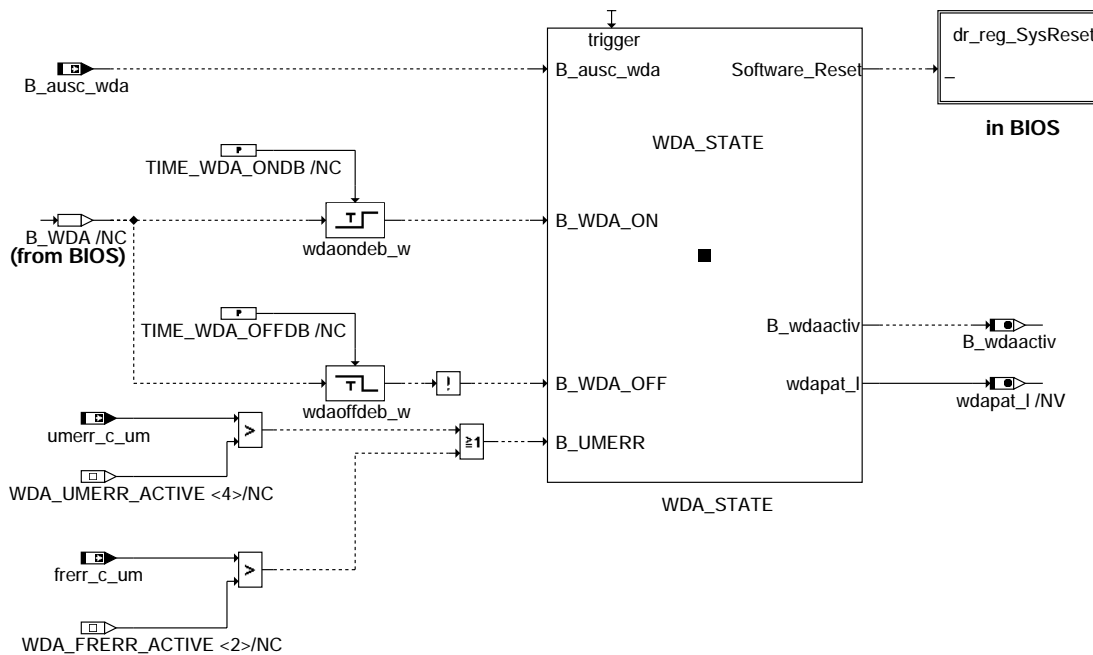 trigger
dr_reg_SysReset
B_ausc_wda
B_ausc_wda
Software_Reset
_
in BIOS
WDA_STATE
P
TIME_WDA_ONDB /NC
T
B_WDA /NC
(from BIOS)
wdaondeb_w
B_WDA_ON
P
TIME_WDA_OFFDB /NC
B_wdaactiv
B_wdaactiv
T
wdaoffdeb_w
!
B_WDA_OFF
wdapat_l
wdapat_l /NV
umerr_c_um
>
≧1
B_UMERR
WDA_UMERR_ACTIVE <4>/NC
WDA_STATE
frerr_c_um
>
WDA_FRERR_ACTIVE <2>/NC